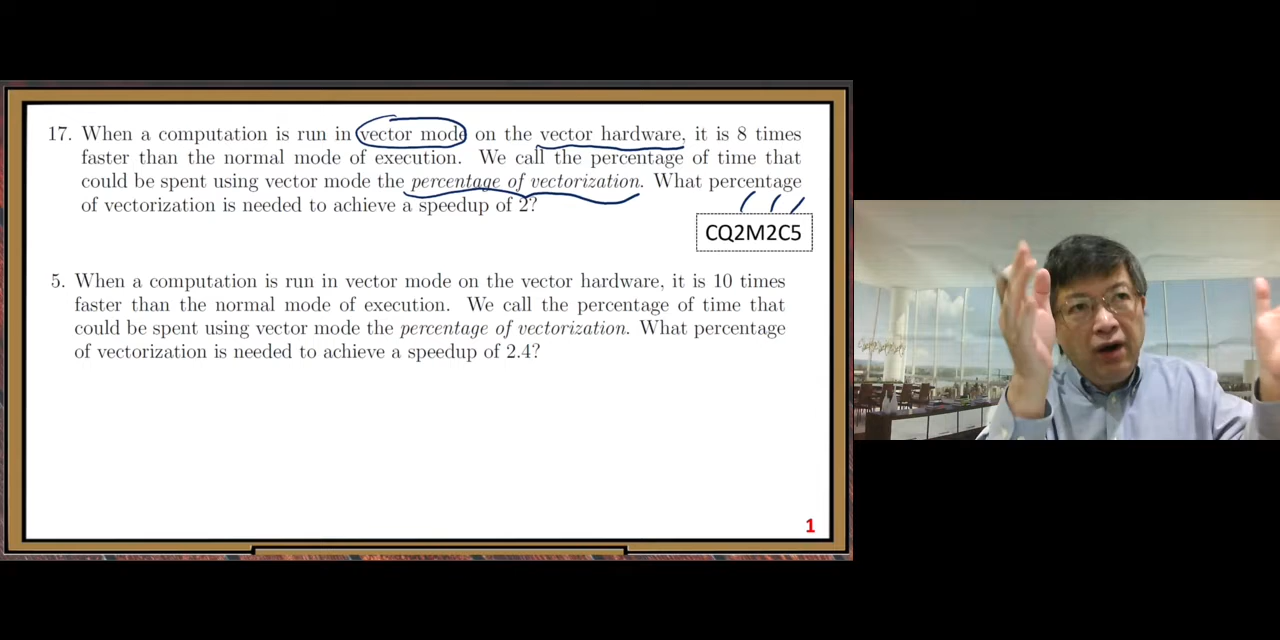 17. When a computation is run in vector mode on the vector hardware, it is 8 times
faster than the normal mode of execution. We call the percentage of time that
could be spent using vector mode the percentage of vectorization. What percentage
of vectorization is needed to achieve a speedup of 2?
CQ2M2C5
5. When a computation is run in vector mode on the vector hardware, it is 10 times
faster than the normal mode of execution. We call the percentage of time that
could be spent using vector mode the percentage of vectorization. What percentage
of vectorization is needed to achieve a speedup of 2.4?
1